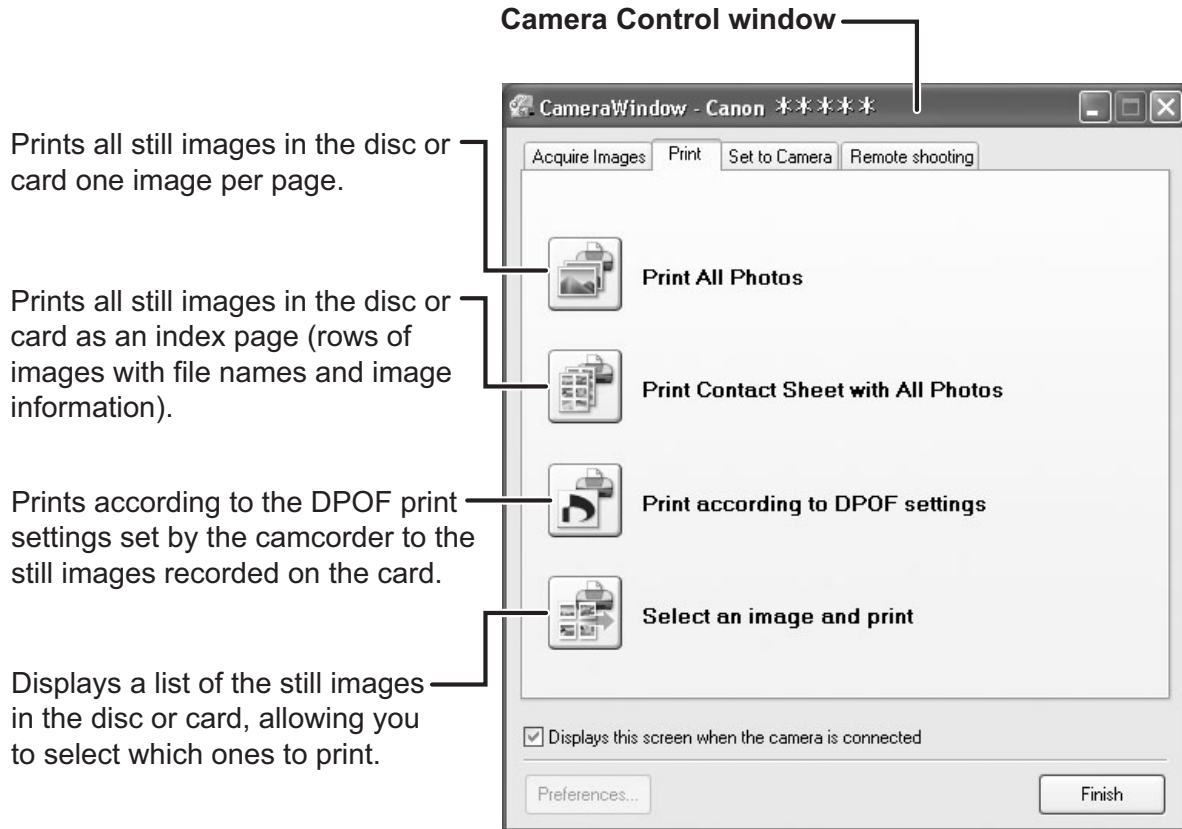 Camera Control window
CameraWindow - Canon *****
Acquire Images Print Set to Camera Remote shooting
Prints all still images in the disc or
card one image per page.
Print All Photos
Prints all still images in the disc or
card as an index page (rows of
images with file names and image
information).
Print Contact Sheet with All Photos
Prints according to the DPOF print
settings set by the camcorder to the
still images recorded on the card.
Print according to DPOF settings
Select an image and print
Displays a list of the still images
in the disc or card, allowing you
to select which ones to print.
Displays this screen when the camera is connected
Preferences...
Finish